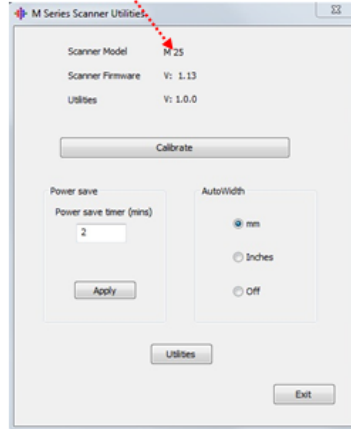 M Series Scanner Utilities
Scanner Model M 25
Scanner Firmware V: 1.13
Utilities V: 1.0.0
Calibrate
Power save
Power save timer (mins)
2
Apply
AutoWidth
mm
Inches
Off
Utilities
Exit